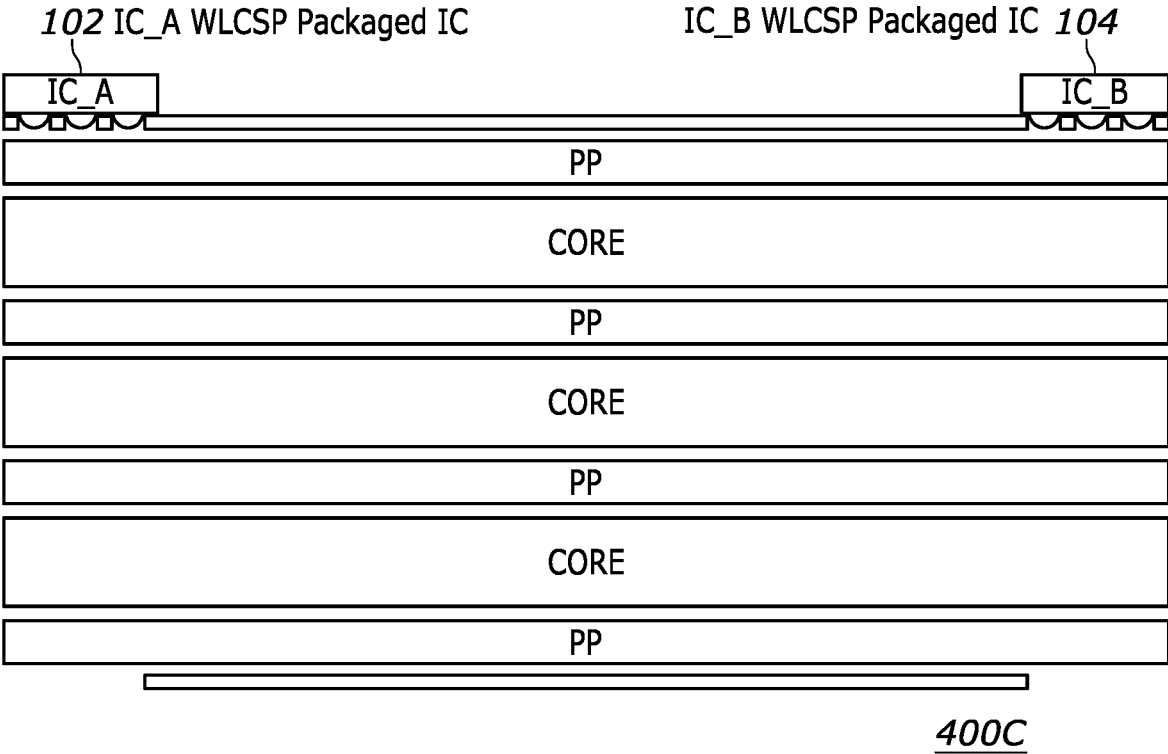 102 IC_A WLCSP Packaged IC
IC_B WLCSP Packaged IC 104
IC_A
IC_B
PP
CORE
PP
CORE
PP
CORE
PP
400C